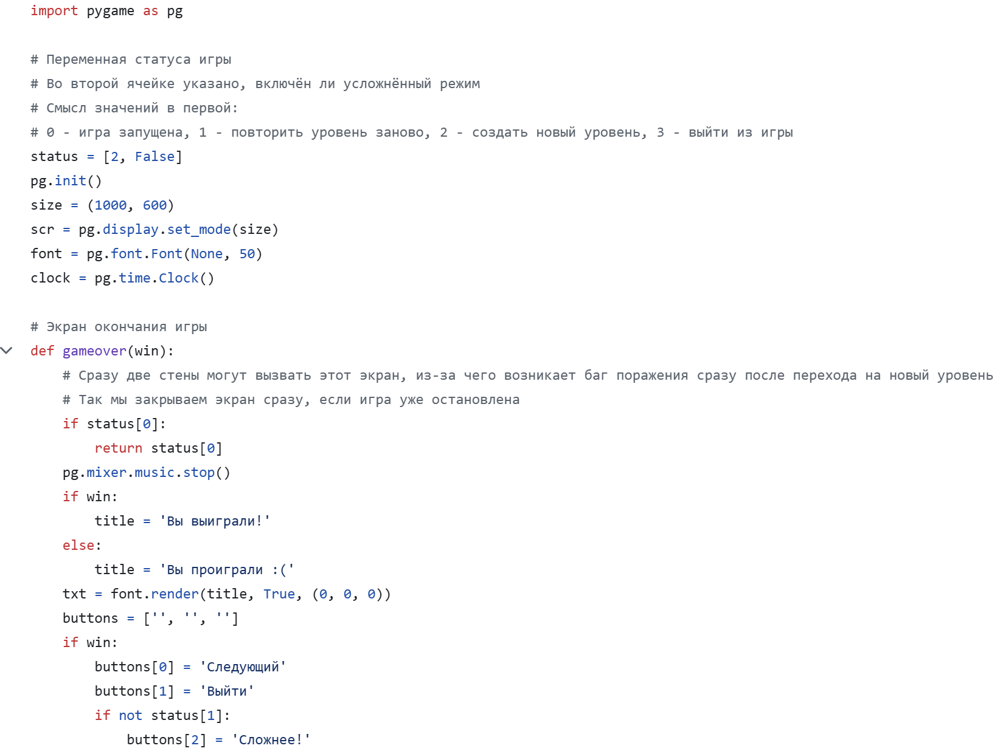 import pygame as pg
# Переменная статуса игры
# Во второй ячейке указано, включён ли усложнённый режим
# Смысл значений в первой:
# 0 - игра запущена, 1 - повторить уровень заново, 2 - создать новый уровень, 3 - выйти из игры
status = [2, False]
pg.init()
size = (1000, 600)
scr = pg.display.set_mode(size)
font = pg.font.Font(None, 50)
clock = pg.time.Clock()
# Экран окончания игры
def gameover(win):
    # Сразу две стены могут вызвать этот экран, из-за чего возникает баг поражения сразу после перехода на новый уровень
    # Так мы закрываем экран сразу, если игра уже остановлена
    if status[0]:
        return status[0]
    pg.mixer.music.stop()
    if win:
        title = 'Вы выиграли!'
    else:
        title = 'Вы проиграли :('
    txt = font.render(title, True, (0, 0, 0))
    buttons = ['', '', '']
    if win:
        buttons[0] = 'Следующий'
        buttons[1] = 'Выйти'
        if not status[1]:
            buttons[2] = 'Сложнее!'